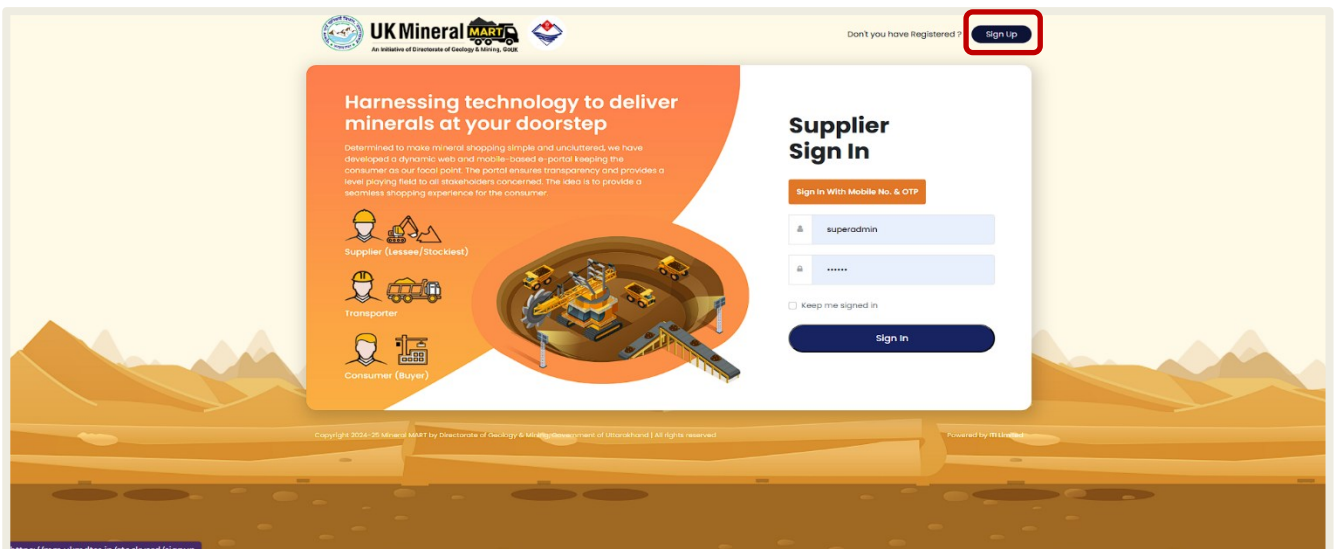 UK Mineral MART
An Initiative of Directorate of Geology & Mining, GoUK
Don't you have Registered ?
Sign Up
Harnessing technology to deliver
minerals at your doorstep
Determined to make mineral shopping simple and uncluttered, we have
developed a dynamic web and mobile-based e-portal keeping the
consumer as our focal point. The portal ensures transparency and provides a
level playing field to all stakeholders concerned. The idea is to provide a
seamless shopping experience for the consumer.
Supplier (Lessee/Stockiest)
Transporter
Consumer (Buyer)
Supplier
Sign In
Sign In With Mobile No. & OTP
superadmin
••••••
Keep me signed in
Sign In
Copyright 2024-25 Mineral MART by Directorate of Geology & Mining, Government of Uttarakhand | All rights reserved
Powered by ITI Limited